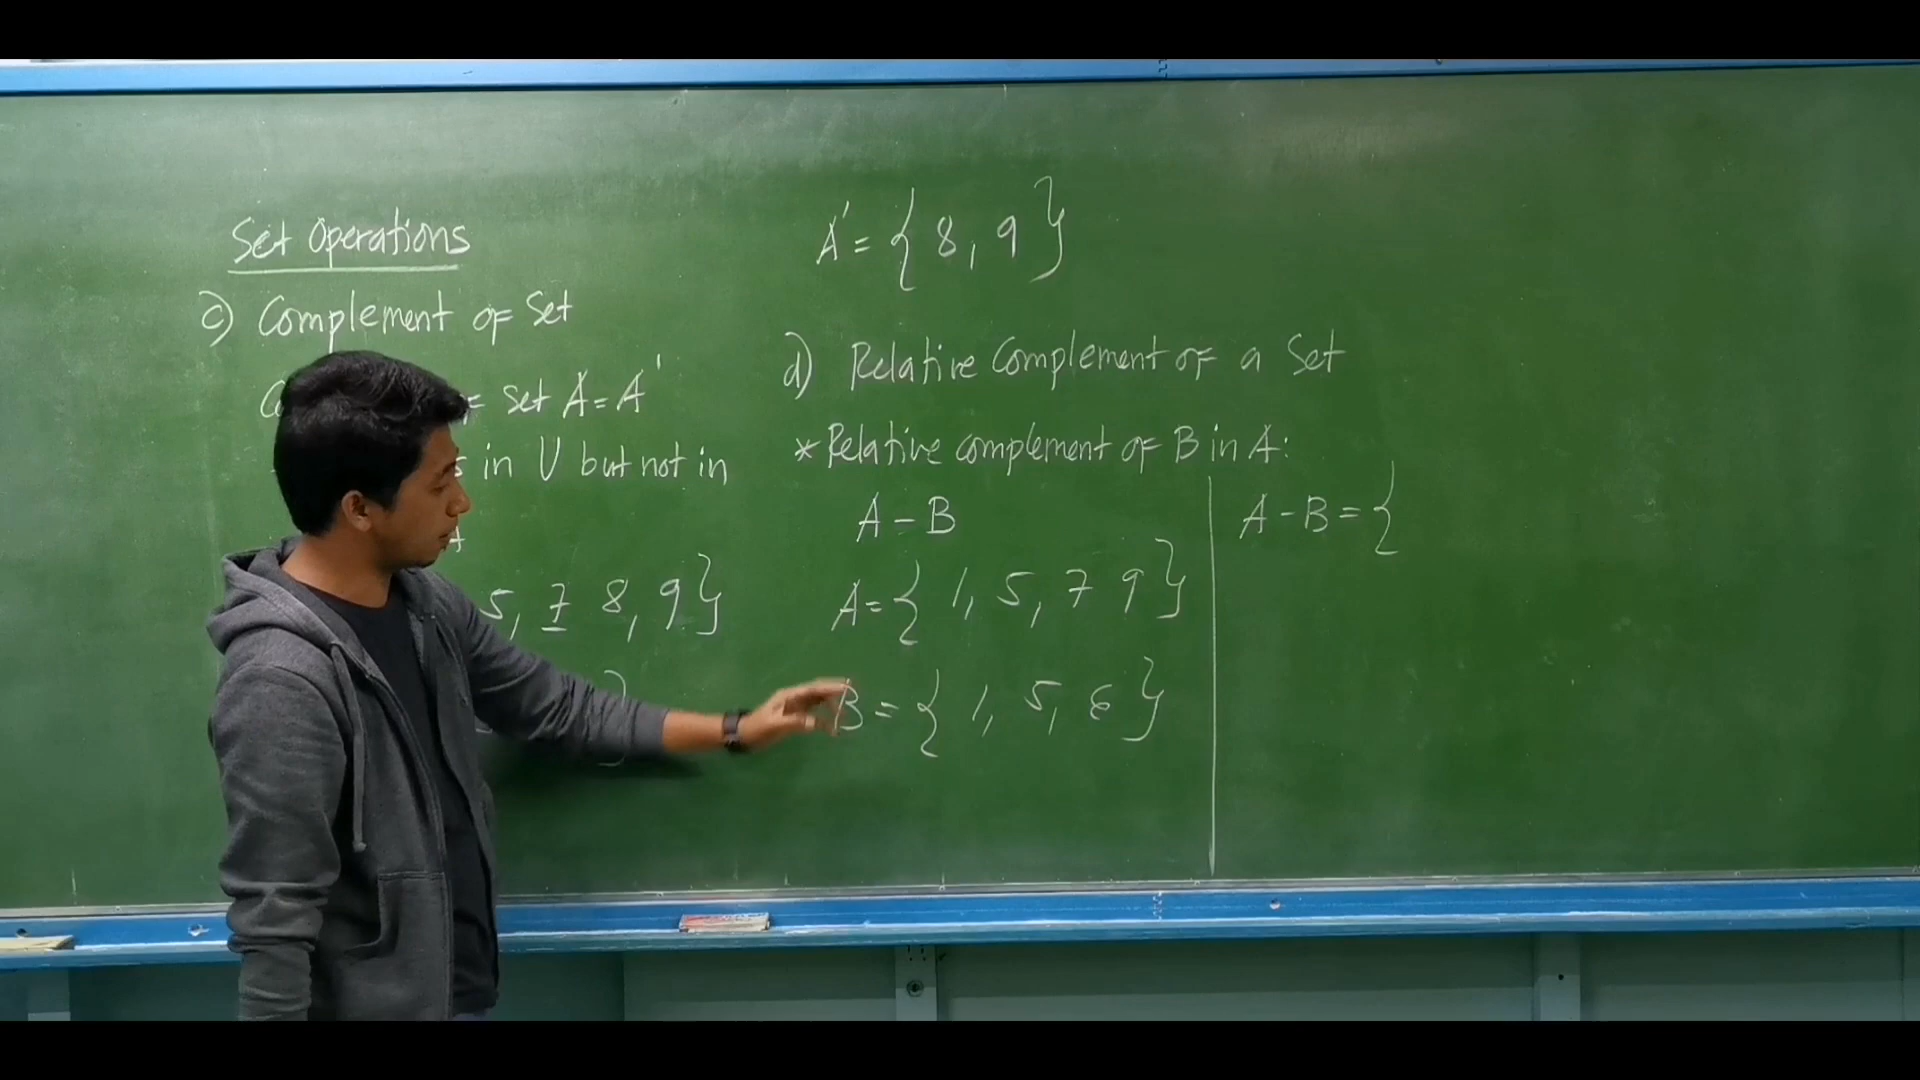 Set Operations
c) Complement of Set
set A = A'
in U but not in
5, 7 8, 9}
}
A' = { 8, 9 }
d) Relative Complement of a Set
* Relative complement of B in A:
A - B
A = { 1, 5, 7 9 }
B = { 1, 5, 6 }
A - B = {